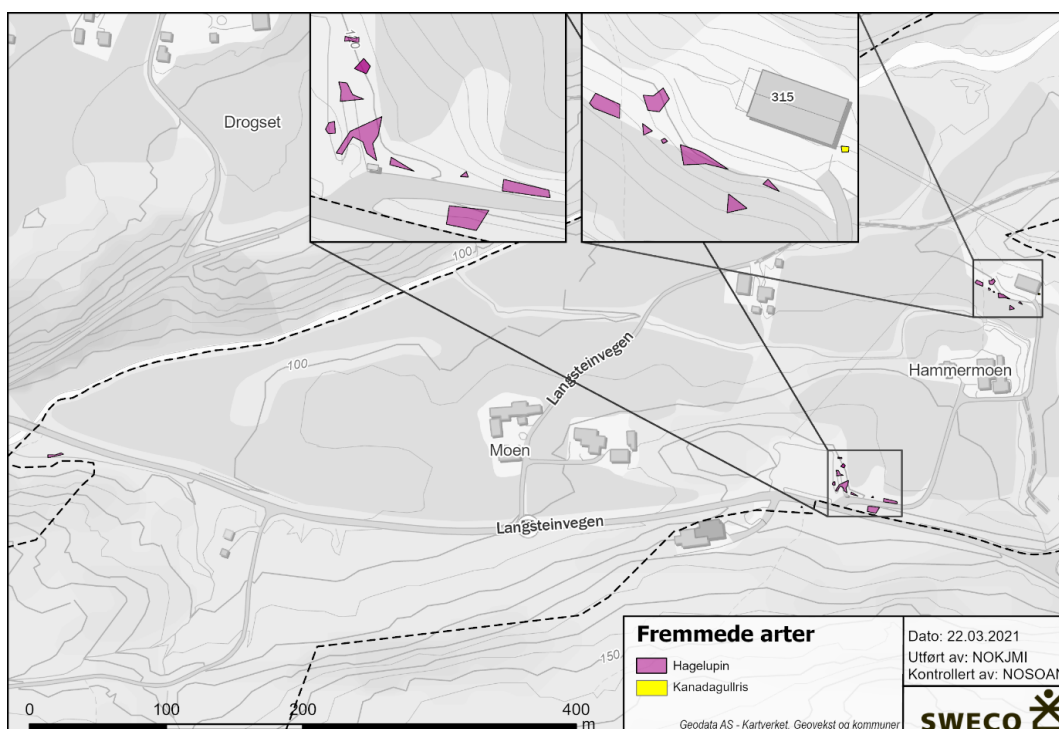 Drogset
315
100
100
Langsteinvegen
Hammermoen
Moen
Langsteinvegen
150
Fremmede arter
Hagelupin
Kanadagullris
Geodata AS - Kartverket, Geovekst og kommuner
Dato: 22.03.2021
Utført av: NOKJMI
Kontrollert av: NOSOAN
SWECO
0 100 200 400
m